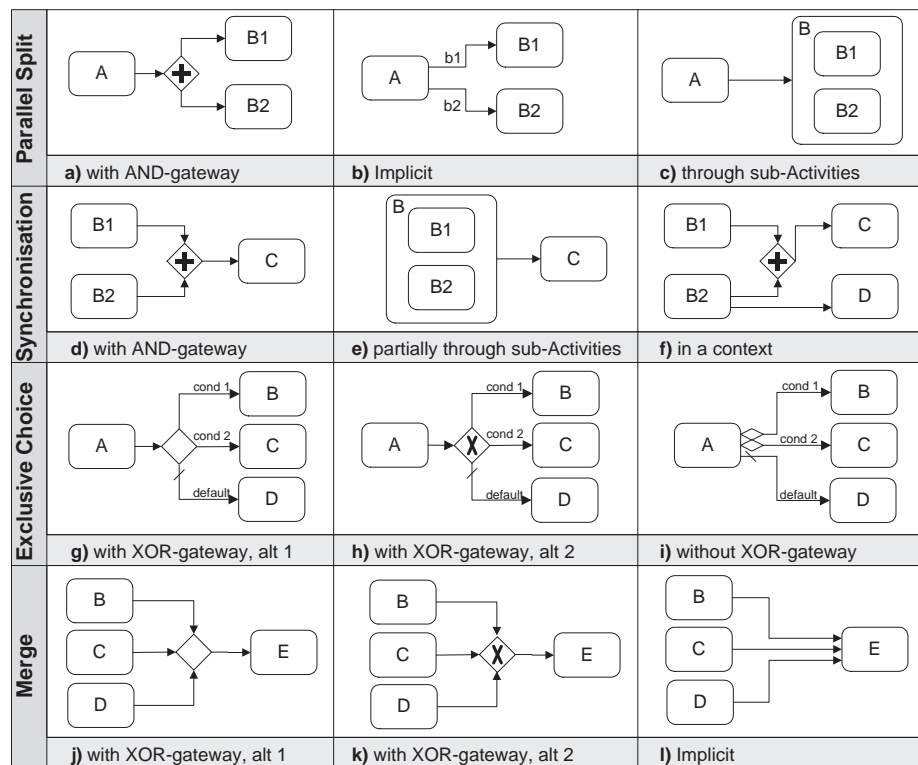 Parallel Split
A
B1
B2
a) with AND-gateway
A
b1
b2
B1
B2
b) Implicit
A
B
B1
B2
c) through sub-Activities
Synchronisation
B1
B2
C
d) with AND-gateway
B
B1
B2
C
e) partially through sub-Activities
B1
B2
C
D
f) in a context
Exclusive Choice
A
cond 1
cond 2
default
B
C
D
g) with XOR-gateway, alt 1
A
cond 1
cond 2
default
B
C
D
h) with XOR-gateway, alt 2
A
cond 1
cond 2
default
B
C
D
i) without XOR-gateway
Merge
B
C
D
E
j) with XOR-gateway, alt 1
B
C
D
E
k) with XOR-gateway, alt 2
B
C
D
E
l) Implicit